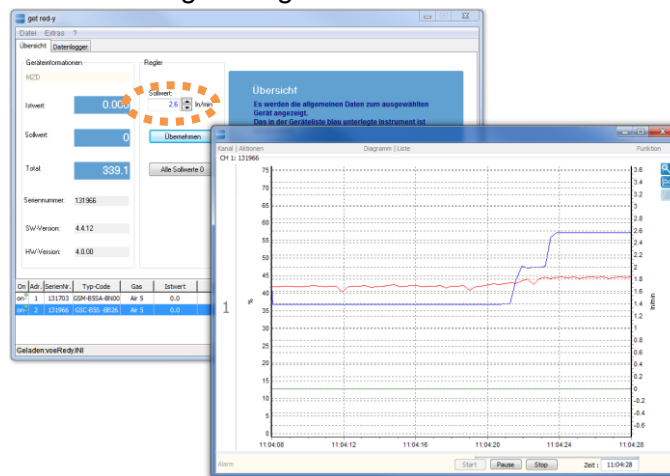 get red-y
Datei Extras ?
Übersicht Datenlogger
Geräteinformationen
MZD
Istwert: 0.000
Sollwert: 0
Total: 339.1
Seriennummer: 131966
SW-Version: 4.4.12
HW-Version: 4.0.00
Regler
Sollwert:
2.6 ln/min
Übernehmen
Alle Sollwerte 0
Übersicht
Es werden die allgemeinen Daten zum ausgewählten
Gerät angezeigt.
Das in der Geräteliste blau unterlegte Instrument ist
On Adr. SerienNr. Typ-Code Gas Istwert
on- 1 131703 GSM-B5SA-BN00 Air 5 0.0
on- 2 131966 Air 5 0.0
Geladen:voeRedy.INI
Kanal | Aktionen Diagramm | Liste Funktion
CH 1: 131966
1
%
75
70
65
60
55
50
45
40
35
30
25
20
15
10
5
0
3.6
3.4
3.2
3
2.8
2.6
2.4
2.2
2
1.8
1.6
1.4
1.2
1
0.8
0.6
0.4
0.2
0
-0.2
-0.4
-0.6
ln/min
11:04:08 11:04:12 11:04:16 11:04:20 11:04:24 11:04:28
Alarm Start Pause Stop Zeit : 11:04:28